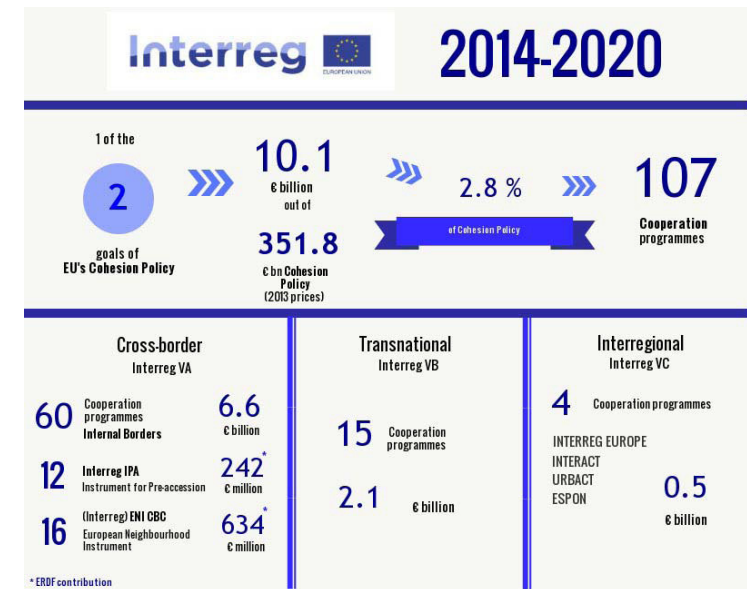 Interreg
EUROPEAN UNION
2014-2020
1 of the
2
goals of
EU's Cohesion Policy
10.1
€ billion
out of
351.8
€ bn Cohesion
Policy
(2013 prices)
2.8 %
of Cohesion Policy
107
Cooperation
programmes
Cross-border
Interreg VA
60
Cooperation
programmes
Internal Borders
6.6
€ billion
12
Interreg IPA
Instrument for Pre-accession
242*
€ million
16
(Interreg) ENI CBC
European Neighbourhood
Instrument
634*
€ million
* ERDF contribution
Transnational
Interreg VB
15
Cooperation
programmes
2.1
€ billion
Interregional
Interreg VC
4
Cooperation programmes
INTERREG EUROPE
INTERACT
URBACT
ESPON
0.5
€ billion